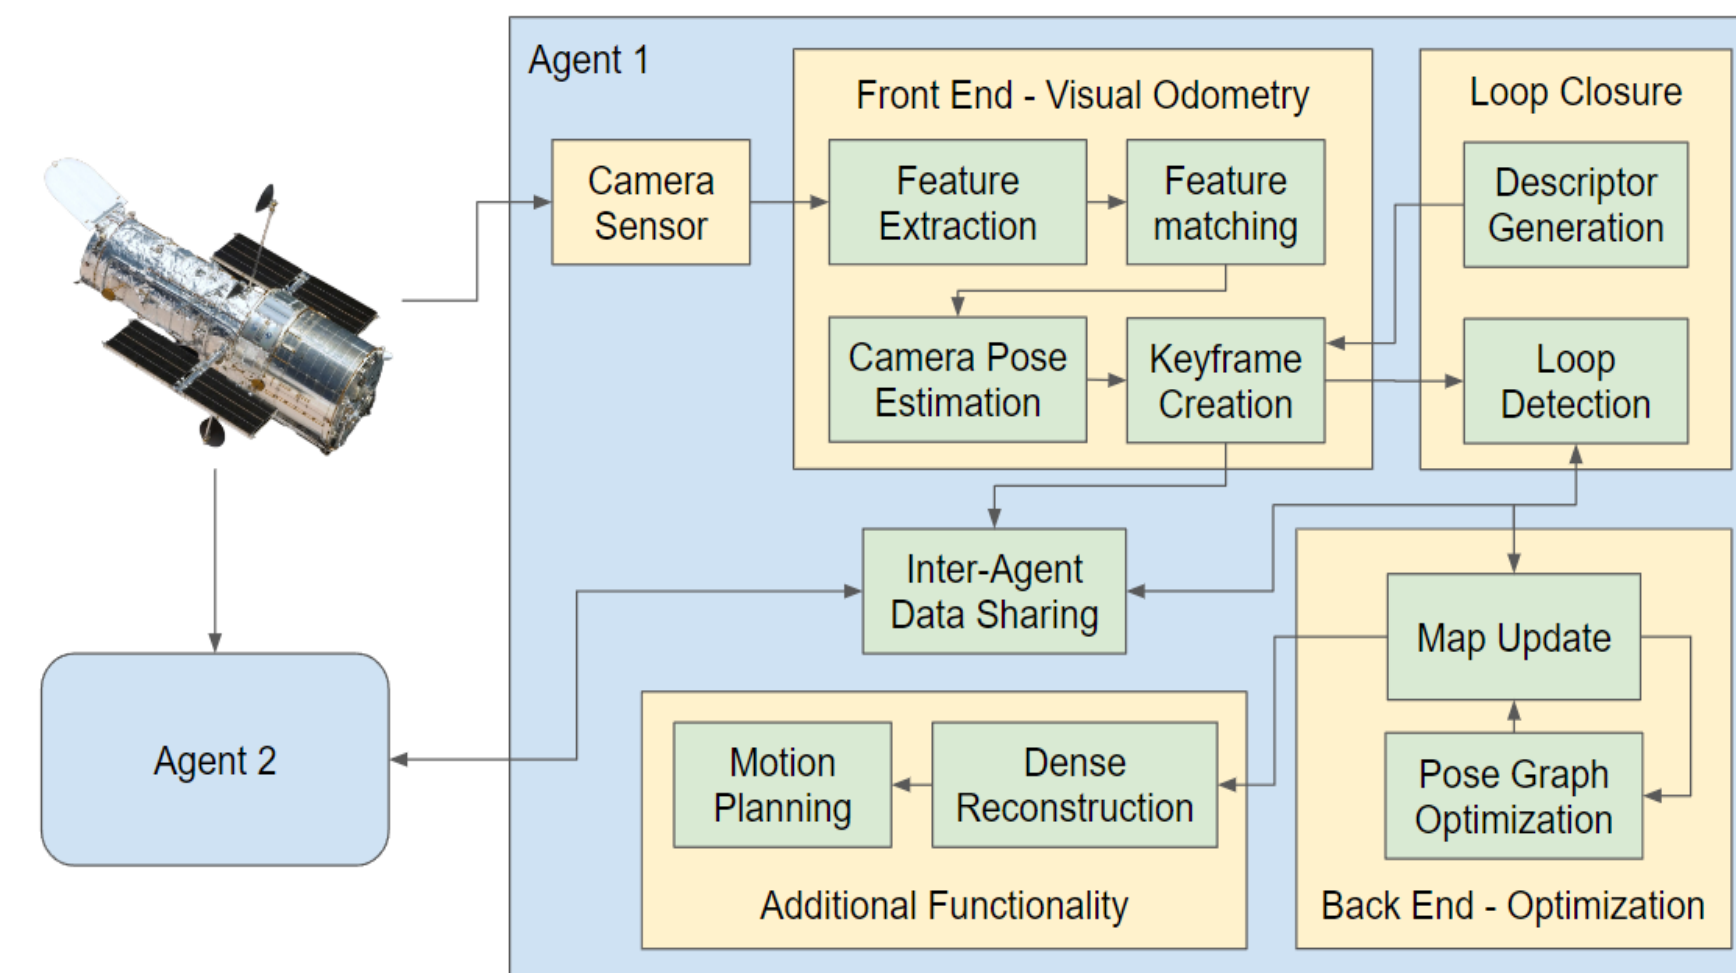 Agent 1
Front End - Visual Odometry
Loop Closure
Camera
Sensor
Feature
Extraction
Feature
matching
Descriptor
Generation
Camera Pose
Estimation
Keyframe
Creation
Loop
Detection
Inter-Agent
Data Sharing
Map Update
Agent 2
Motion
Planning
Dense
Reconstruction
Pose Graph
Optimization
Additional Functionality
Back End - Optimization